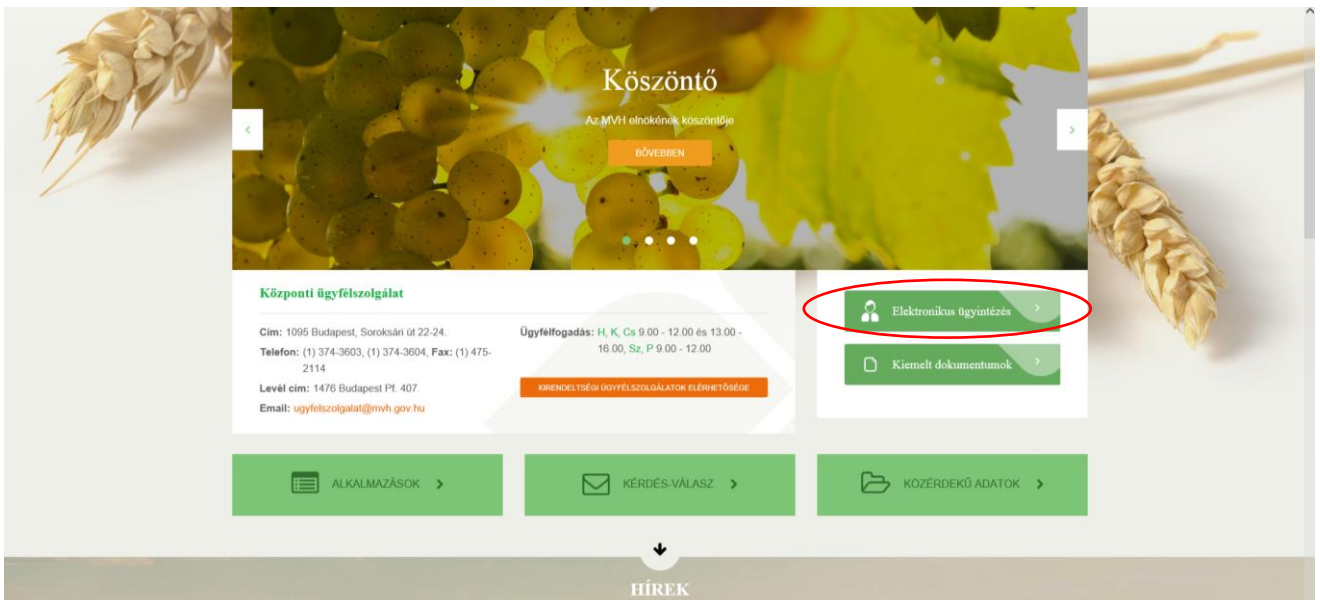 Köszöntő
Az MVH elnökének köszöntője
BŐVEBBEN
Központi ügyfélszolgálat
Cím: 1095 Budapest, Soroksári út 22-24.
Telefon: (1) 374-3603, (1) 374-3604, Fax: (1) 475-
2114
Levél cím: 1476 Budapest Pf. 407.
Email: ugyfelszolgalat@mvh.gov.hu
Ügyfélfogadás: H, K, Cs 9.00 - 12.00 és 13.00 -
16.00, Sz, P 9.00 - 12.00
KIRENDELTSÉGI ÜGYFÉLSZOLGÁLATOK ELÉRHETŐSÉGE
Elektronikus ügyintézés
Kiemelt dokumentumok
ALKALMAZÁSOK
KÉRDÉS-VÁLASZ
KÖZÉRDEKŰ ADATOK
HÍREK